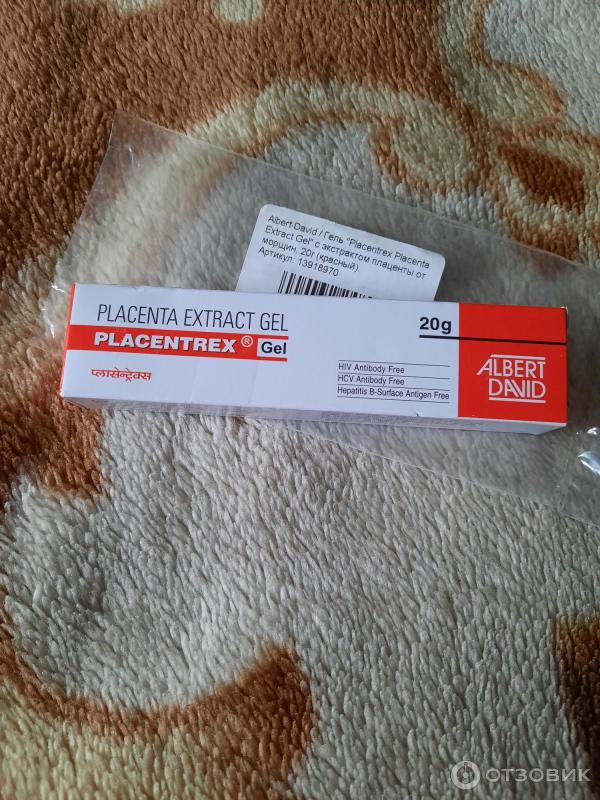 Albert David / Гель "Placentrex Placenta
Extract Gel" с экстрактом плаценты от
морщин, 20г (красный)
Артикул: 13918970
PLACENTA EXTRACT GEL
20g
PLACENTREX ® Gel
प्लासेन्ट्रेक्स
HIV Antibody Free
HCV Antibody Free
Hepatitis B-Surface Antigen Free
ALBERT
DAVID
ОТЗОВИК